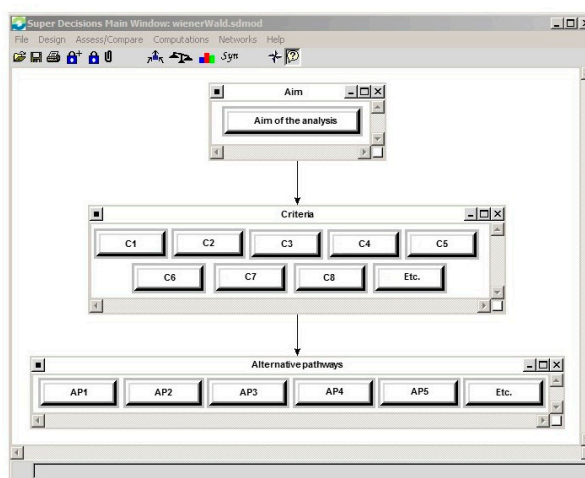 Super Decisions Main Window: wienerWald.sdmod
File Design Assess/Compare Computations Networks Help
Syn
Aim
Aim of the analysis
Criteria
C1 C2 C3 C4 C5
C6 C7 C8 Etc.
Alternative pathways
AP1 AP2 AP3 AP4 AP5 Etc.